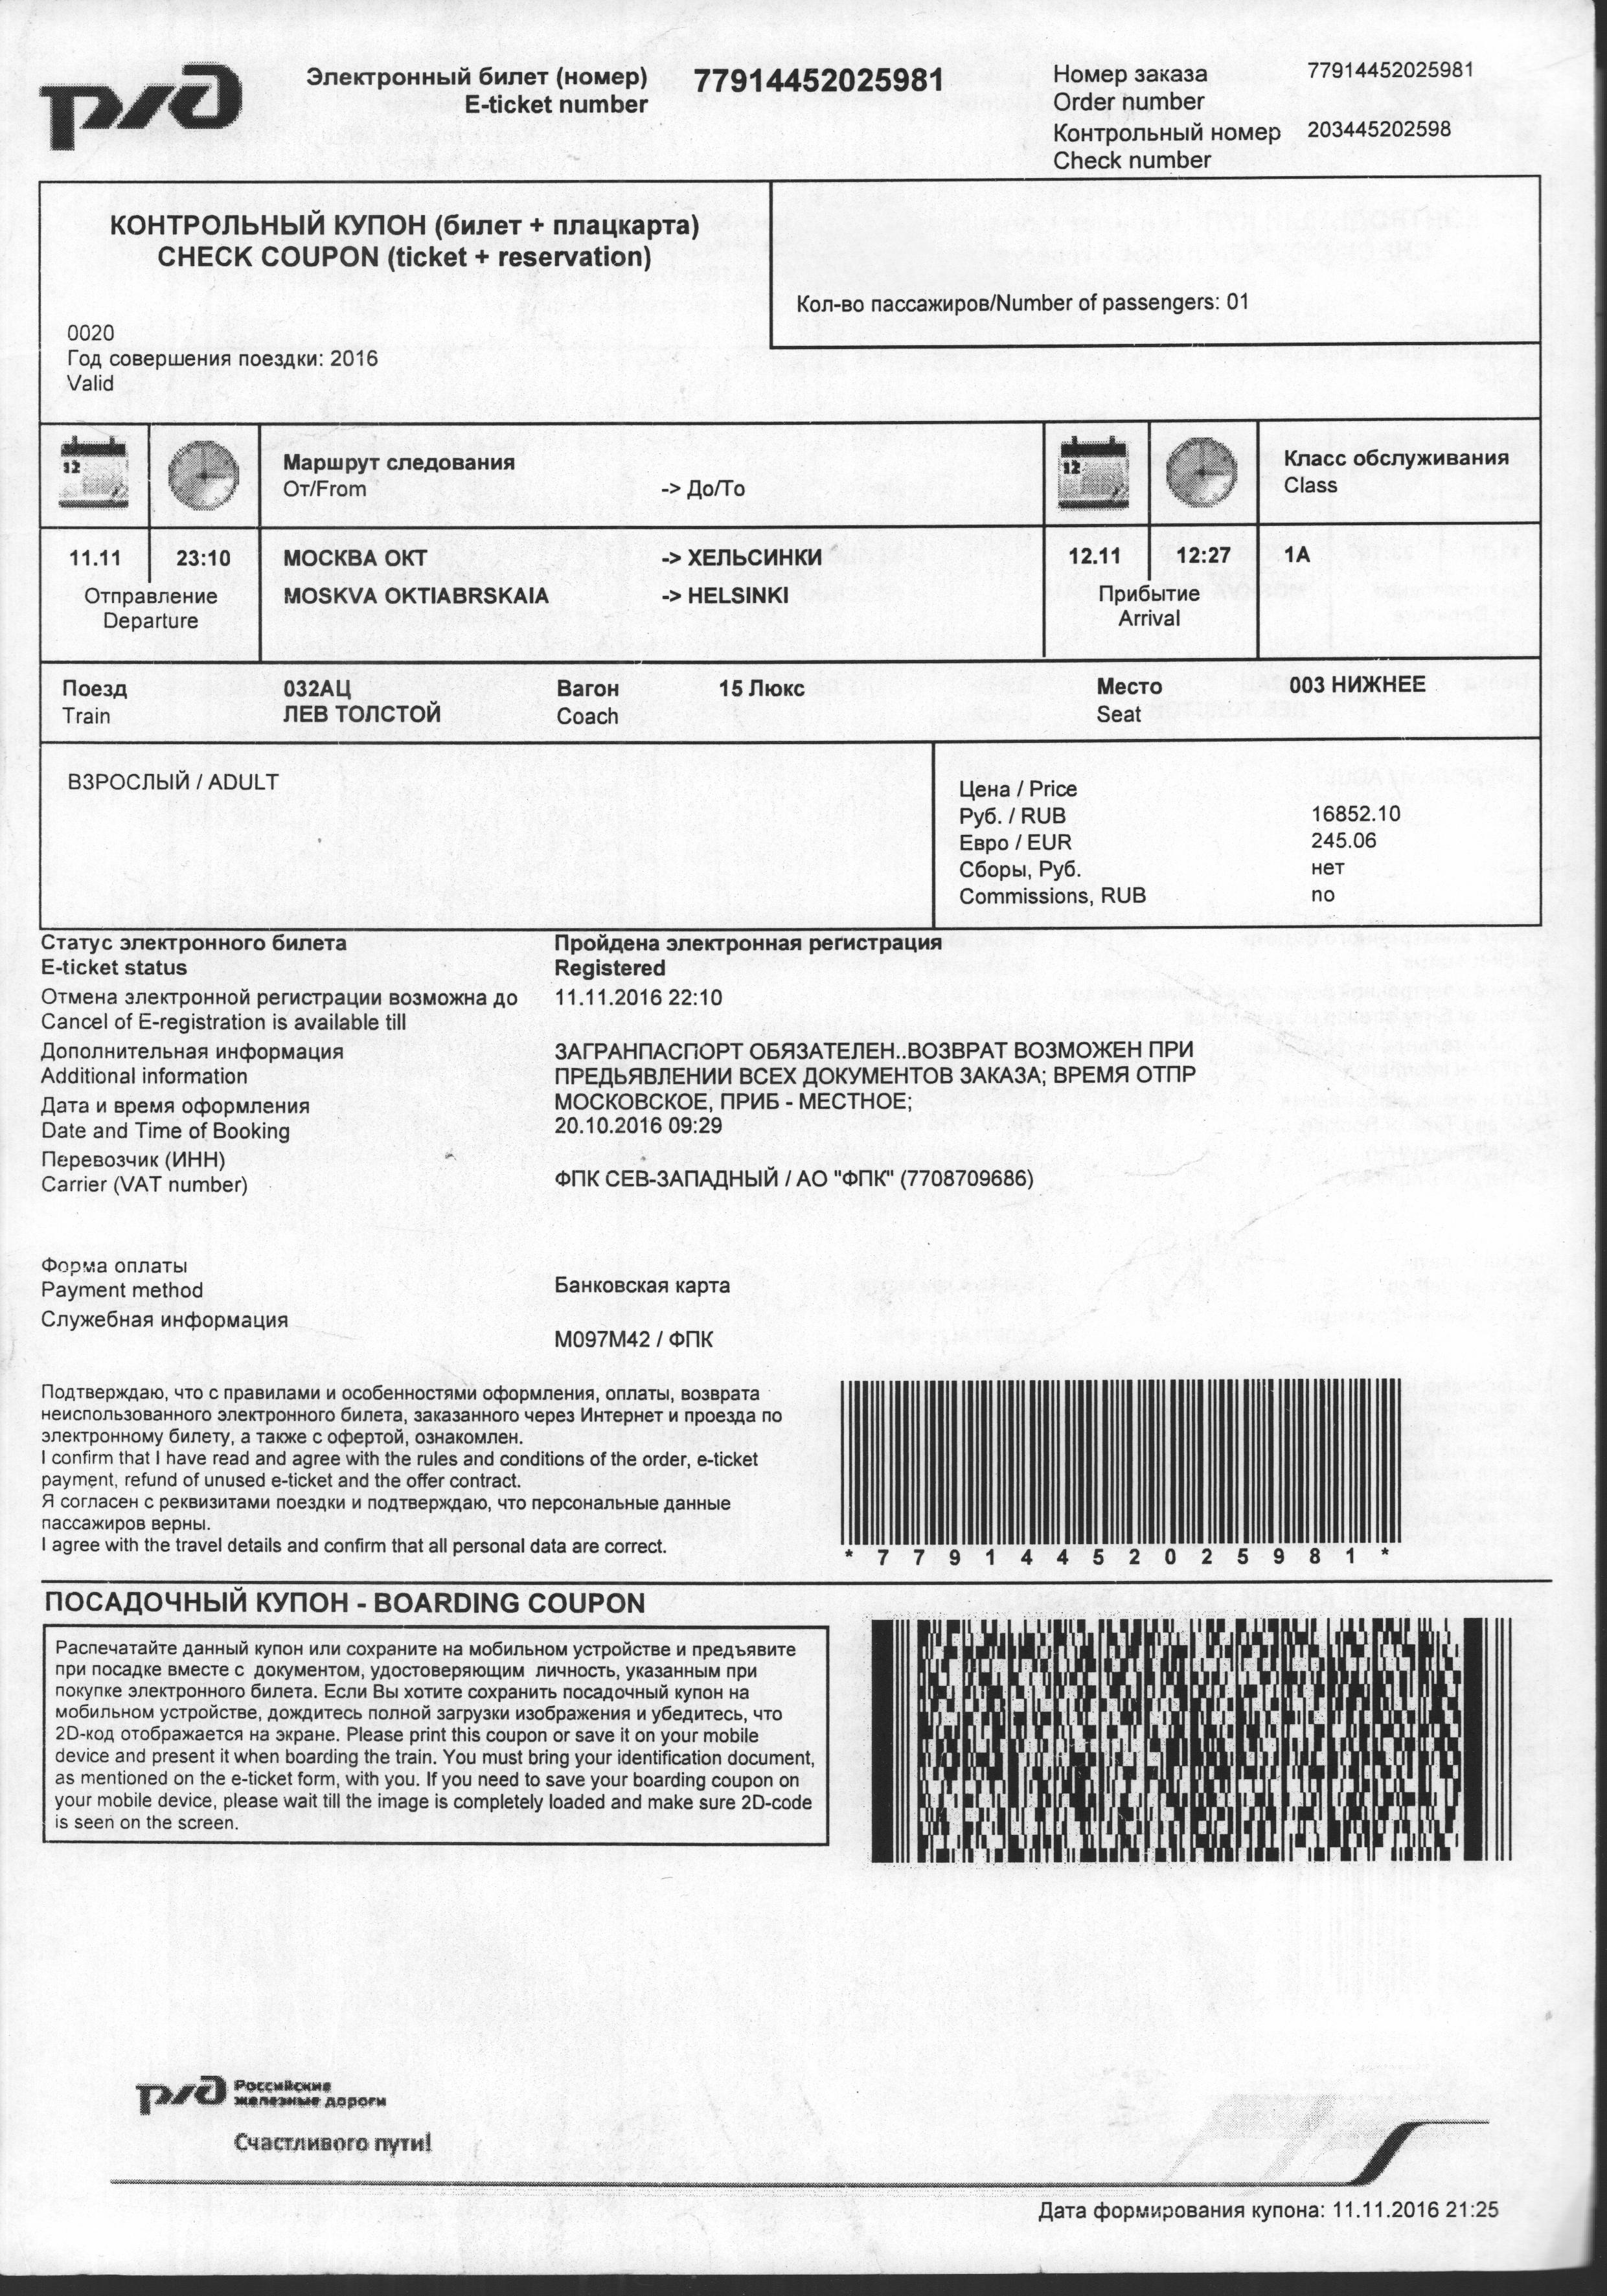 РЖД
Электронный билет (номер) 77914452025981
E-ticket number
Номер заказа 77914452025981
Order number
Контрольный номер 203445202598
Check number
КОНТРОЛЬНЫЙ КУПОН (билет + плацкарта)
CHECK COUPON (ticket + reservation)
Кол-во пассажиров/Number of passengers: 01
0020
Год совершения поездки: 2016
Valid
12
Маршрут следования
От/From -> До/To
12
Класс обслуживания
Class
11.11 23:10 МОСКВА ОКТ -> ХЕЛЬСИНКИ 12.11 12:27 1А
Отправление MOSKVA OKTIABRSKAIA -> HELSINKI Прибытие
Departure Arrival
Поезд 032АЦ Вагон 15 Люкс Место 003 НИЖНЕЕ
Train ЛЕВ ТОЛСТОЙ Coach Seat
ВЗРОСЛЫЙ / ADULT
Цена / Price
Руб. / RUB 16852.10
Евро / EUR 245.06
Сборы, Руб. нет
Commissions, RUB no
Статус электронного билета Пройдена электронная регистрация
E-ticket status Registered
Отмена электронной регистрации возможна до 11.11.2016 22:10
Cancel of E-registration is available till
Дополнительная информация ЗАГРАНПАСПОРТ ОБЯЗАТЕЛЕН..ВОЗВРАТ ВОЗМОЖЕН ПРИ
Additional information ПРЕДЬЯВЛЕНИИ ВСЕХ ДОКУМЕНТОВ ЗАКАЗА; ВРЕМЯ ОТПР
Дата и время оформления МОСКОВСКОЕ, ПРИБ - МЕСТНОЕ;
Date and Time of Booking 20.10.2016 09:29
Перевозчик (ИНН)
Carrier (VAT number) ФПК СЕВ-ЗАПАДНЫЙ / АО "ФПК" (7708709686)
Форма оплаты
Payment method Банковская карта
Служебная информация
М097М42 / ФПК
Подтверждаю, что с правилами и особенностями оформления, оплаты, возврата
неиспользованного электронного билета, заказанного через Интернет и проезда по
электронному билету, а также с офертой, ознакомлен.
I confirm that I have read and agree with the rules and conditions of the order, e-ticket
payment, refund of unused e-ticket and the offer contract.
Я согласен с реквизитами поездки и подтверждаю, что персональные данные
пассажиров верны.
I agree with the travel details and confirm that all personal data are correct.
* 7 7 9 1 4 4 5 2 0 2 5 9 8 1 *
ПОСАДОЧНЫЙ КУПОН - BOARDING COUPON
Распечатайте данный купон или сохраните на мобильном устройстве и предъявите
при посадке вместе с документом, удостоверяющим личность, указанным при
покупке электронного билета. Если Вы хотите сохранить посадочный купон на
мобильном устройстве, дождитесь полной загрузки изображения и убедитесь, что
2D-код отображается на экране. Please print this coupon or save it on your mobile
device and present it when boarding the train. You must bring your identification document,
as mentioned on the e-ticket form, with you. If you need to save your boarding coupon on
your mobile device, please wait till the image is completely loaded and make sure 2D-code
is seen on the screen.
РЖД Российские
железные дороги
Счастливого пути!
Дата формирования купона: 11.11.2016 21:25